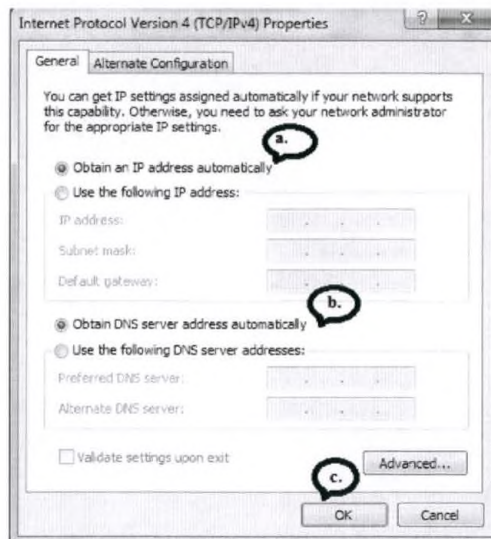 Internet Protocol Version 4 (TCP/IPv4) Properties
General
Alternate Configuration
You can get IP settings assigned automatically if your network supports
this capability. Otherwise, you need to ask your network administrator
for the appropriate IP settings.
a.
Obtain an IP address automatically
Use the following IP address:
IP address:
Subnet mask:
Default gateway:
b.
Obtain DNS server address automatically
Use the following DNS server addresses:
Preferred DNS server:
Alternate DNS server:
Validate settings upon exit
Advanced...
c.
OK
Cancel